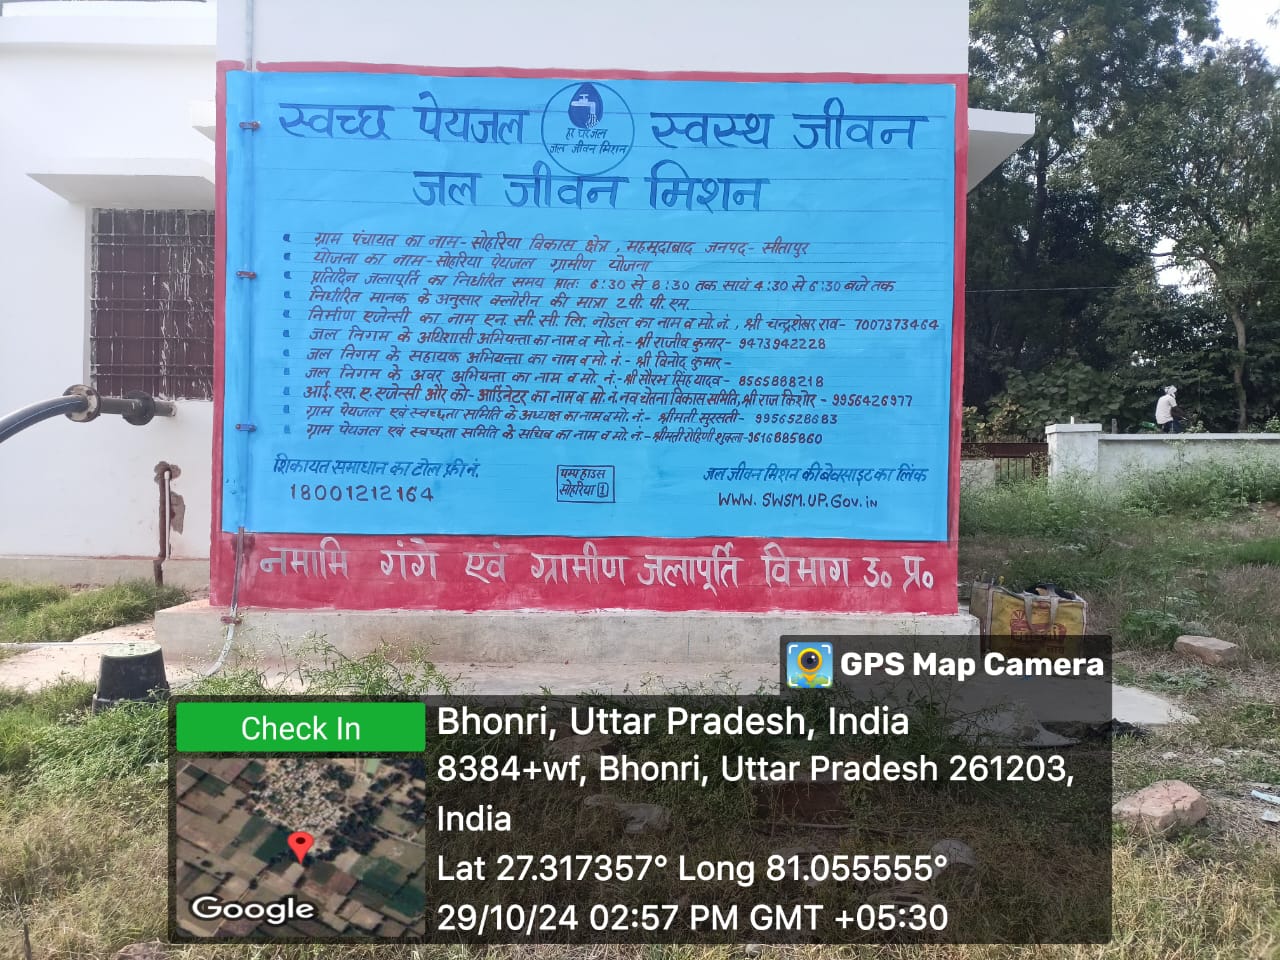 स्वच्छ पेयजल स्वस्थ जीवन
हर घर जल
जल जीवन मिशन
जल जीवन मिशन
ग्राम पंचायत का नाम - सोहरिया विकास क्षेत्र , महमूदाबाद जनपद - सीतापुर
योजना का नाम - सोहरिया पेयजल ग्रामीण योजना
प्रतिदिन जलापूर्ति का निर्धारित समय प्रातः 6:30 से 8:30 तक सायं 4:30 से 6:30 बजे तक
निर्धारित मानक के अनुसार क्लोरीन की मात्रा 2 पी. पी. एम.
निर्माण एजेन्सी का नाम एन. सी. सी. लि. नोडल का नाम व मो. नं. , श्री चन्द्रशेखर राव - 7007373464
जल निगम के अधिशासी अभियन्ता का नाम व मो. नं. - श्री राजीव कुमार - 9473942228
जल निगम के सहायक अभियन्ता का नाम व मो. नं. - श्री विनोद कुमार -
जल निगम के अवर अभियन्ता का नाम व मो. नं. - श्री सौरभ सिंह यादव - 8565888218
आई. एस. ए. एजेन्सी और को - आर्डिनेटर का नाम व मो. नं. नव चेतना विकास समिति, श्री राज किशोर - 9956426977
ग्राम पेयजल एवं स्वच्छता समिति के अध्यक्ष का नाम व मो. नं. - श्रीमती सुरसती - 9956528683
ग्राम पेयजल एवं स्वच्छता समिति के सचिव का नाम व मो. नं. - श्रीमती रोहिणी शुक्ला - 9616885860
शिकायत समाधान का टोल फ्री नं.
18001212164
पम्प हाउस
सोहरिया 1
जल जीवन मिशन की वेबसाइट का लिंक
WWW. SWSM.UP.GOV.IN
नमामि गंगे एवं ग्रामीण जलापूर्ति विभाग उ० प्र०
GPS Map Camera
Check In
Bhonri, Uttar Pradesh, India
8384+wf, Bhonri, Uttar Pradesh 261203,
India
Lat 27.317357° Long 81.055555°
29/10/24 02:57 PM GMT +05:30
Google